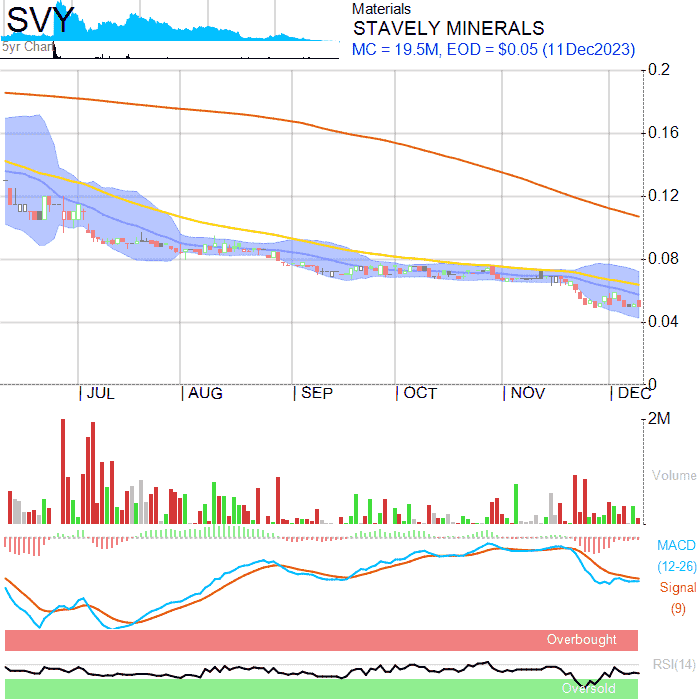 SVY
5yr Chart
Materials
STAVELY MINERALS
MC = 19.5M, EOD = $0.05 (11Dec2023)
0.2
0.16
0.12
0.08
0.04
0
JUL AUG SEP OCT NOV DEC
2M
Volume
MACD
(12-26)
Signal
(9)
Overbought
RSI(14)
Oversold